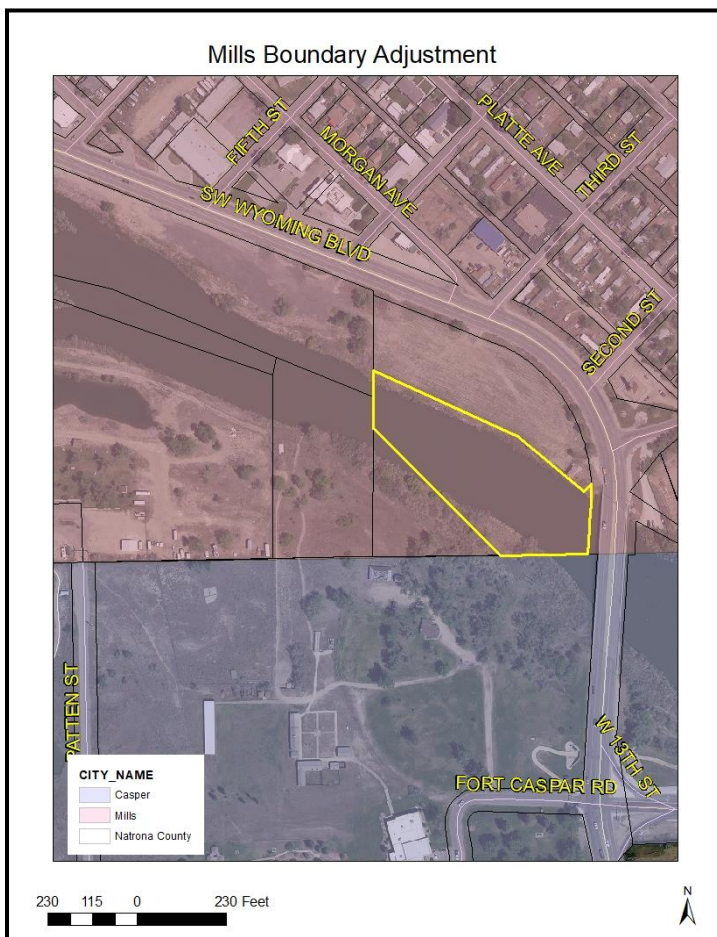 Mills Boundary Adjustment
FIFTH ST
MORGAN AVE
PLATTE AVE
THIRD ST
SW WYOMING BLVD
SECOND ST
PATTEN ST
W 13TH ST
FORT CASPAR RD
CITY_NAME
Casper
Mills
Natrona County
230 115 0 230 Feet
N